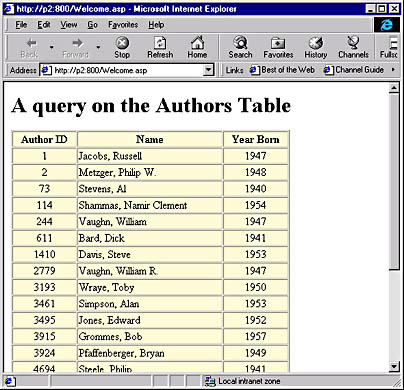 http://p2:800/Welcome.asp - Microsoft Internet Explorer
File Edit View Go Favorites Help
Back Forward Stop Refresh Home Search Favorites History Channels Fullsc
Address http://p2:800/Welcome.asp Links Best of the Web Channel Guide
A query on the Authors Table
Author ID Name Year Born
1 Jacobs, Russell 1947
2 Metzger, Philip W. 1948
73 Stevens, Al 1940
114 Shammas, Namir Clement 1954
244 Vaughn, William 1947
611 Bard, Dick 1941
1410 Davis, Steve 1953
2779 Vaughn, William R. 1947
3193 Wraye, Toby 1950
3461 Simpson, Alan 1953
3495 Jones, Edward 1952
3915 Grommes, Bob 1957
3924 Pfaffenberger, Bryan 1949
4694 Steele, Philip 1941
Local intranet zone